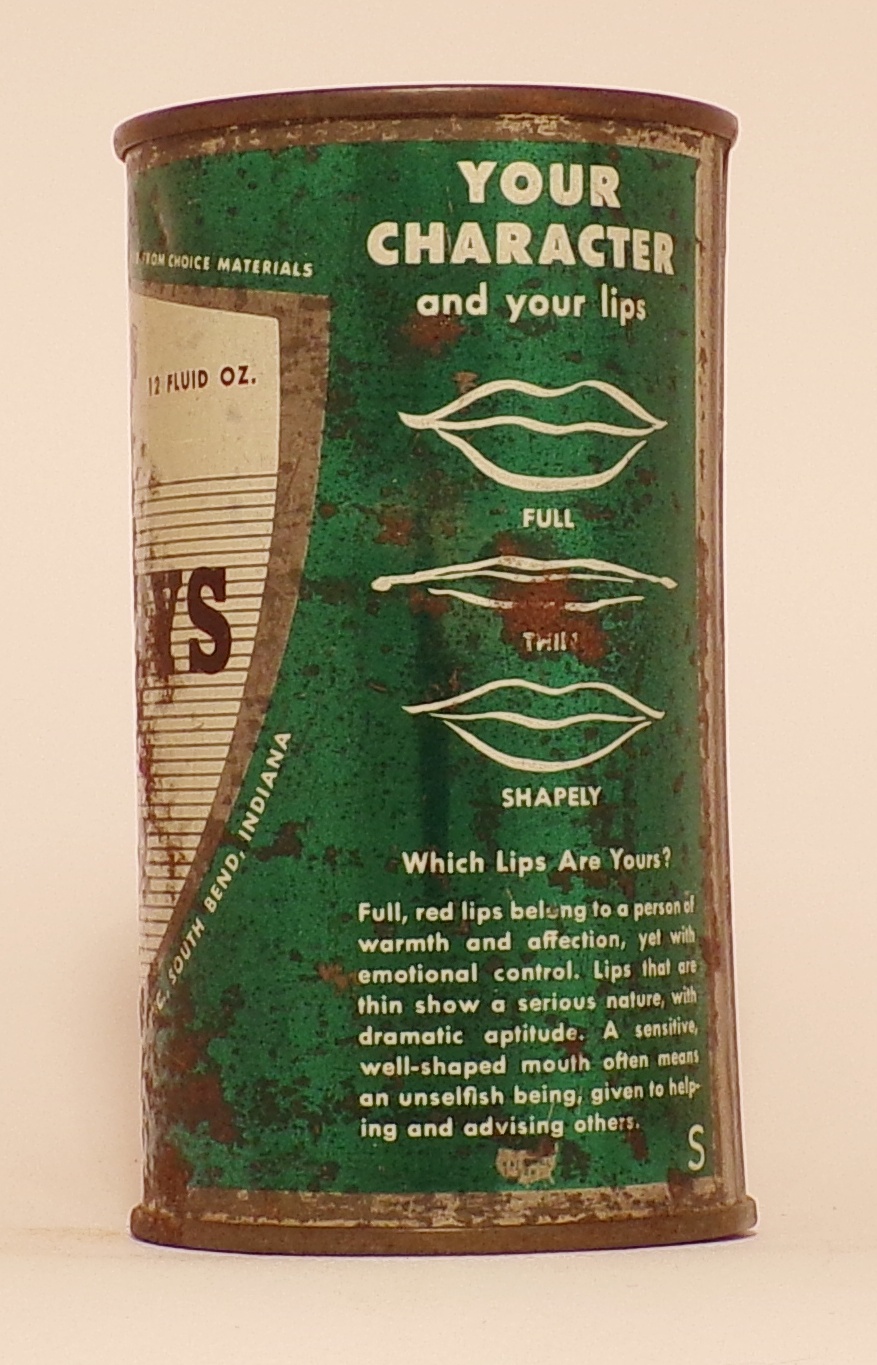 FROM CHOICE MATERIALS
12 FLUID OZ.
YS
SOUTH BEND, INDIANA
YOUR
CHARACTER
and your lips
FULL
THIN
SHAPELY
Which Lips Are Yours?
Full, red lips belong to a person of
warmth and affection, yet with
emotional control. Lips that are
thin show a serious nature, with
dramatic aptitude. A sensitive,
well-shaped mouth often means
an unselfish being, given to help-
ing and advising others.
S